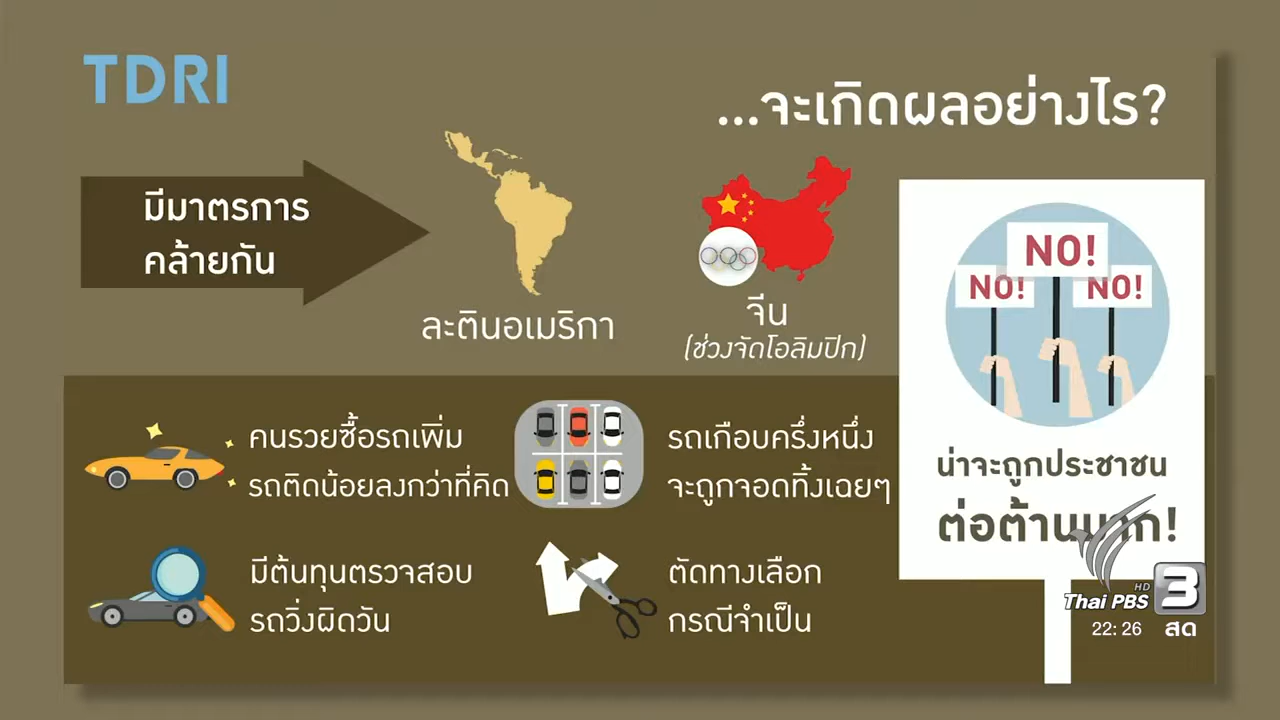 TDRI
...จะเกิดผลอย่างไร?
มีมาตรการ
คล้ายกัน
ละตินอเมริกา
จีน
(ช่วงจัดโอลิมปิก)
NO!
NO!
NO!
น่าจะถูกประชาชน
ต่อต้านมาก!
คนรวยซื้อรถเพิ่ม
รถติดน้อยลงกว่าที่คิด
รถเกือบครึ่งหนึ่ง
จะถูกจอดทิ้งเฉยๆ
มีต้นทุนตรวจสอบ
รถวิ่งผิดวัน
ตัดทางเลือก
กรณีจำเป็น
Thai PBS HD 3
22: 26 สด